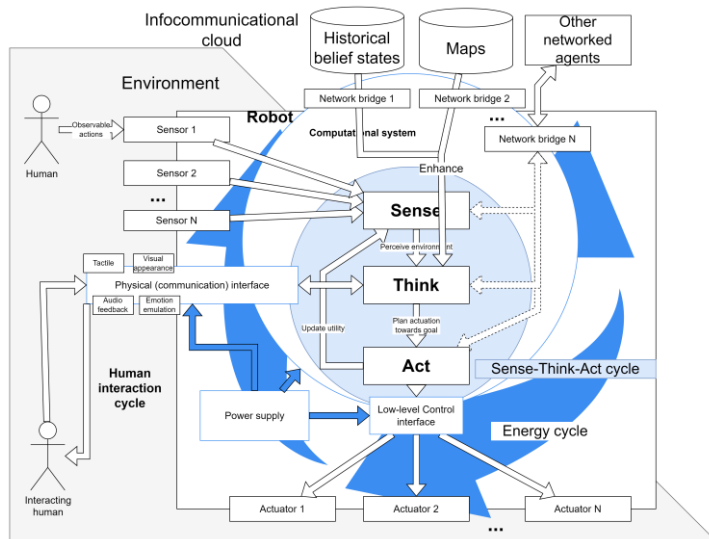 Infocommunicational
cloud
Historical
belief states
Maps
Other
networked
agents
Environment
Network bridge 1
Network bridge 2
...
Robot
Computational system
Network bridge N
Observable
actions
Sensor 1
Human
Enhance
Sensor 2
...
Sensor N
Sense
Perceive environment
Tactile
Visual
appearance
Physical (communication) interface
Think
Audio
feedback
Emotion
emulation
Plan actuation
towards goal
Update utility
Act
Sense-Think-Act cycle
Human
interaction
cycle
Power supply
Low-level Control
interface
Energy cycle
Interacting
human
Actuator 1
Actuator 2
Actuator N
...